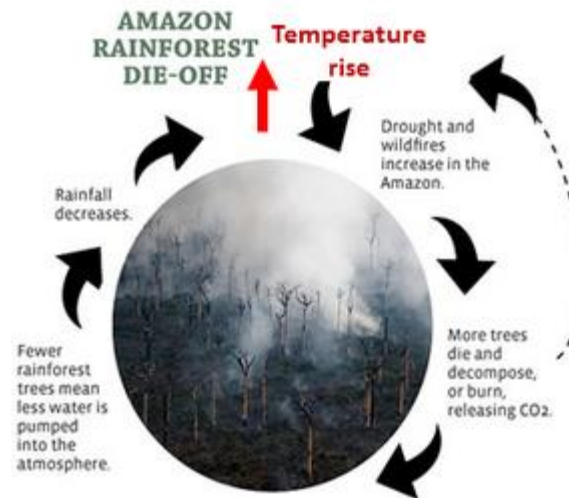 AMAZON
RAINFOREST
DIE-OFF
Temperature
rise
Drought and
wildfires
increase in the
Amazon.
More trees
die and
decompose,
or burn,
releasing CO2.
Fewer
rainforest
trees mean
less water is
pumped
into the
atmosphere.
Rainfall
decreases.